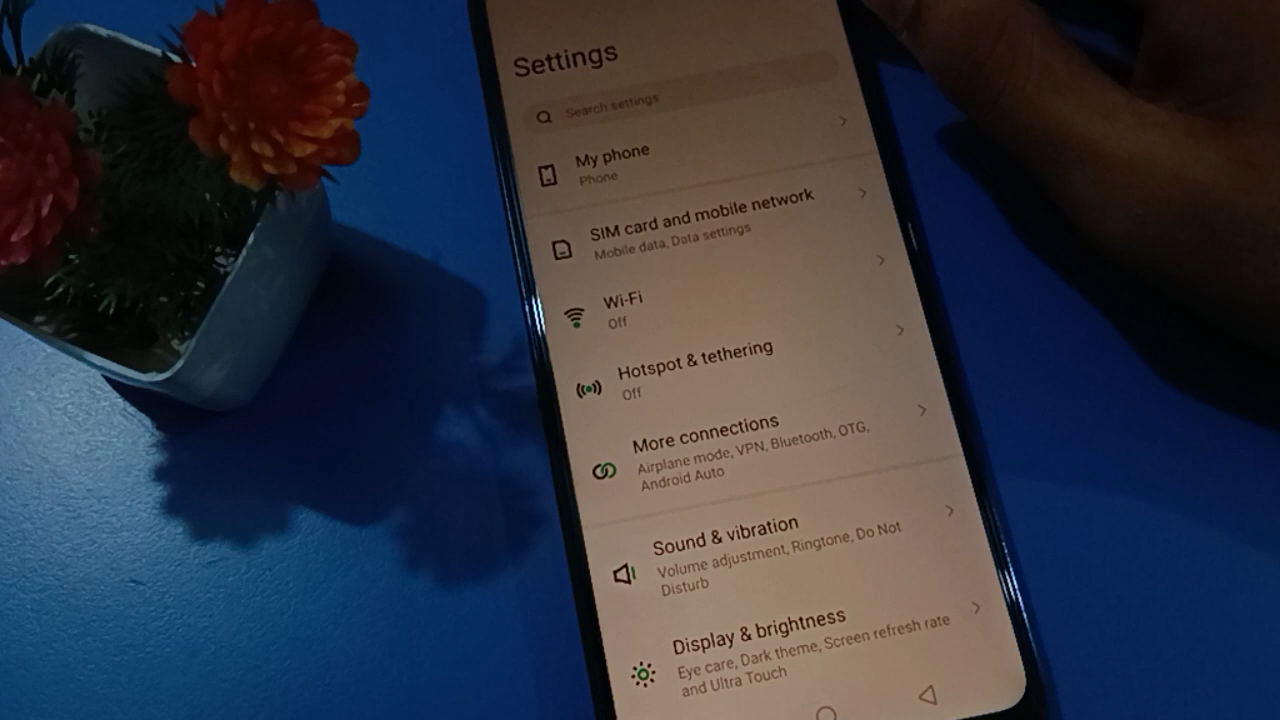 Settings
Search settings
My phone
Phone
SIM card and mobile network
Mobile data, Data settings
Wi-Fi
Off
Hotspot & tethering
Off
More connections
Airplane mode, VPN, Bluetooth, OTG,
Android Auto
Sound & vibration
Volume adjustment, Ringtone, Do Not
Disturb
Display & brightness
Eye care, Dark theme, Screen refresh rate
and Ultra Touch